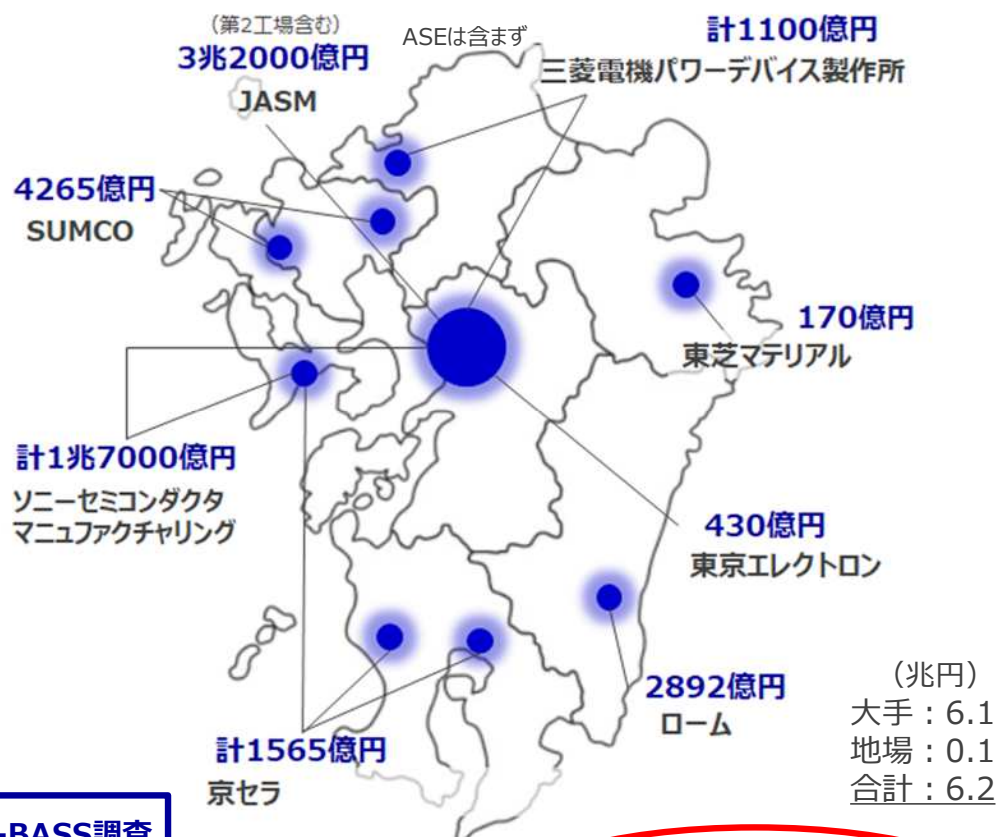 （第2工場含む）
3兆2000億円
JASM
ASEは含まず
計1100億円
三菱電機パワーデバイス製作所
4265億円
SUMCO
170億円
東芝マテリアル
計1兆7000億円
ソニーセミコンダクタ
マニュファクチャリング
430億円
東京エレクトロン
2892億円
ローム
計1565億円
京セラ
（兆円）
大手：6.1
地場：0.1
合計：6.2
-BASS調査